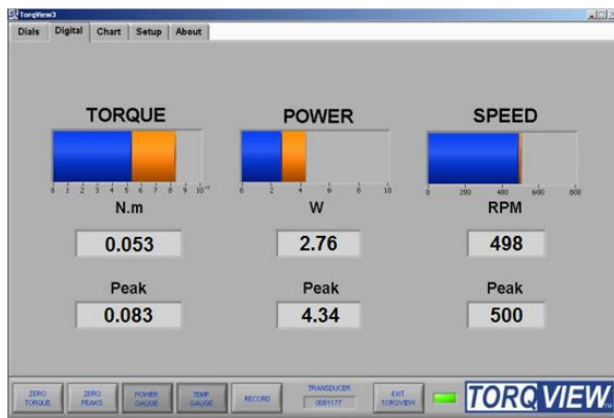 TorqView3
Dials Digital Chart Setup About
TORQUE POWER SPEED
0 1 2 3 4 5 6 7 8 9 10⁻¹
0 2 4 6 8 10
0 200 400 600 800
N.m W RPM
0.053 2.76 498
Peak Peak Peak
0.083 4.34 500
ZERO TORQUE
ZERO PEAKS
POWER GAUGE
TEMP GAUGE
RECORD
TRANSDUCER
0001177
EXIT TORQVIEW
TORQVIEW